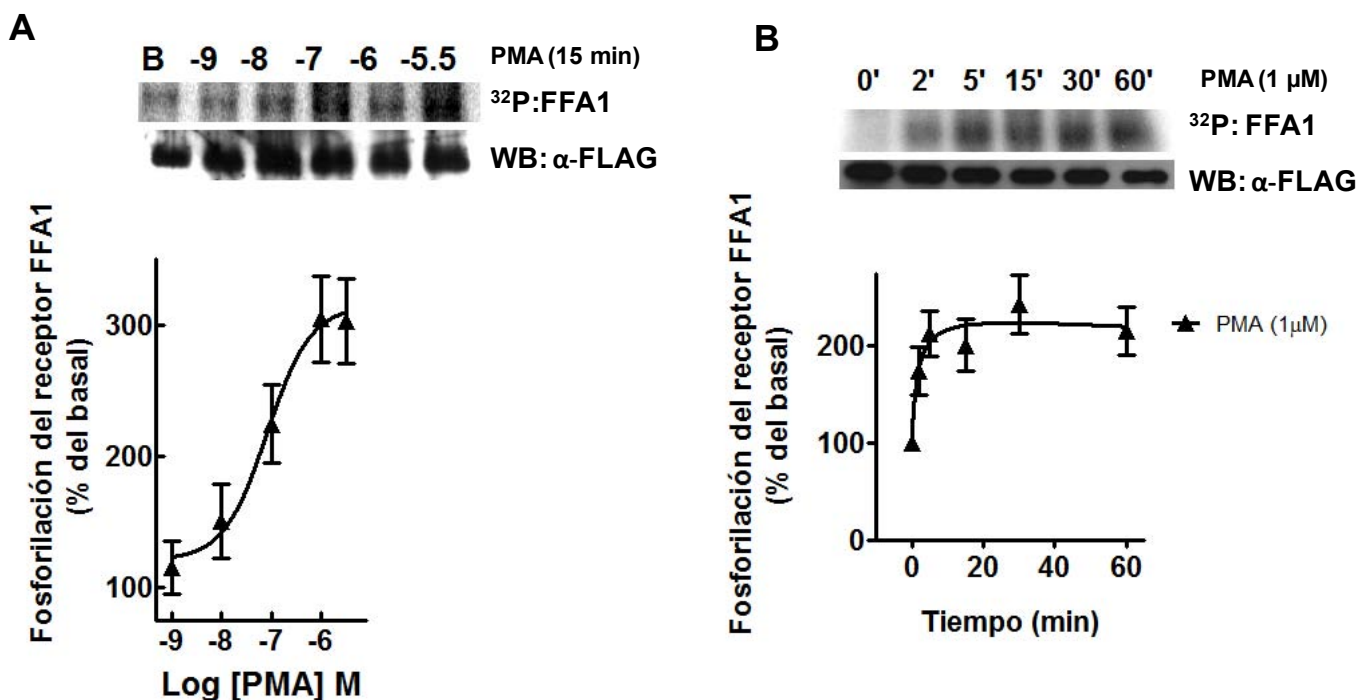 A
B -9 -8 -7 -6 -5.5 PMA (15 min)
³²P:FFA1
WB: α-FLAG
Fosforilación del receptor FFA1
(% del basal)
300
200
100
-9 -8 -7 -6
Log [PMA] M
B
0' 2' 5' 15' 30' 60' PMA (1 µM)
³²P: FFA1
WB: α-FLAG
Fosforilación del receptor FFA1
(% del basal)
200
100
0
0 20 40 60
Tiempo (min)
PMA (1µM)